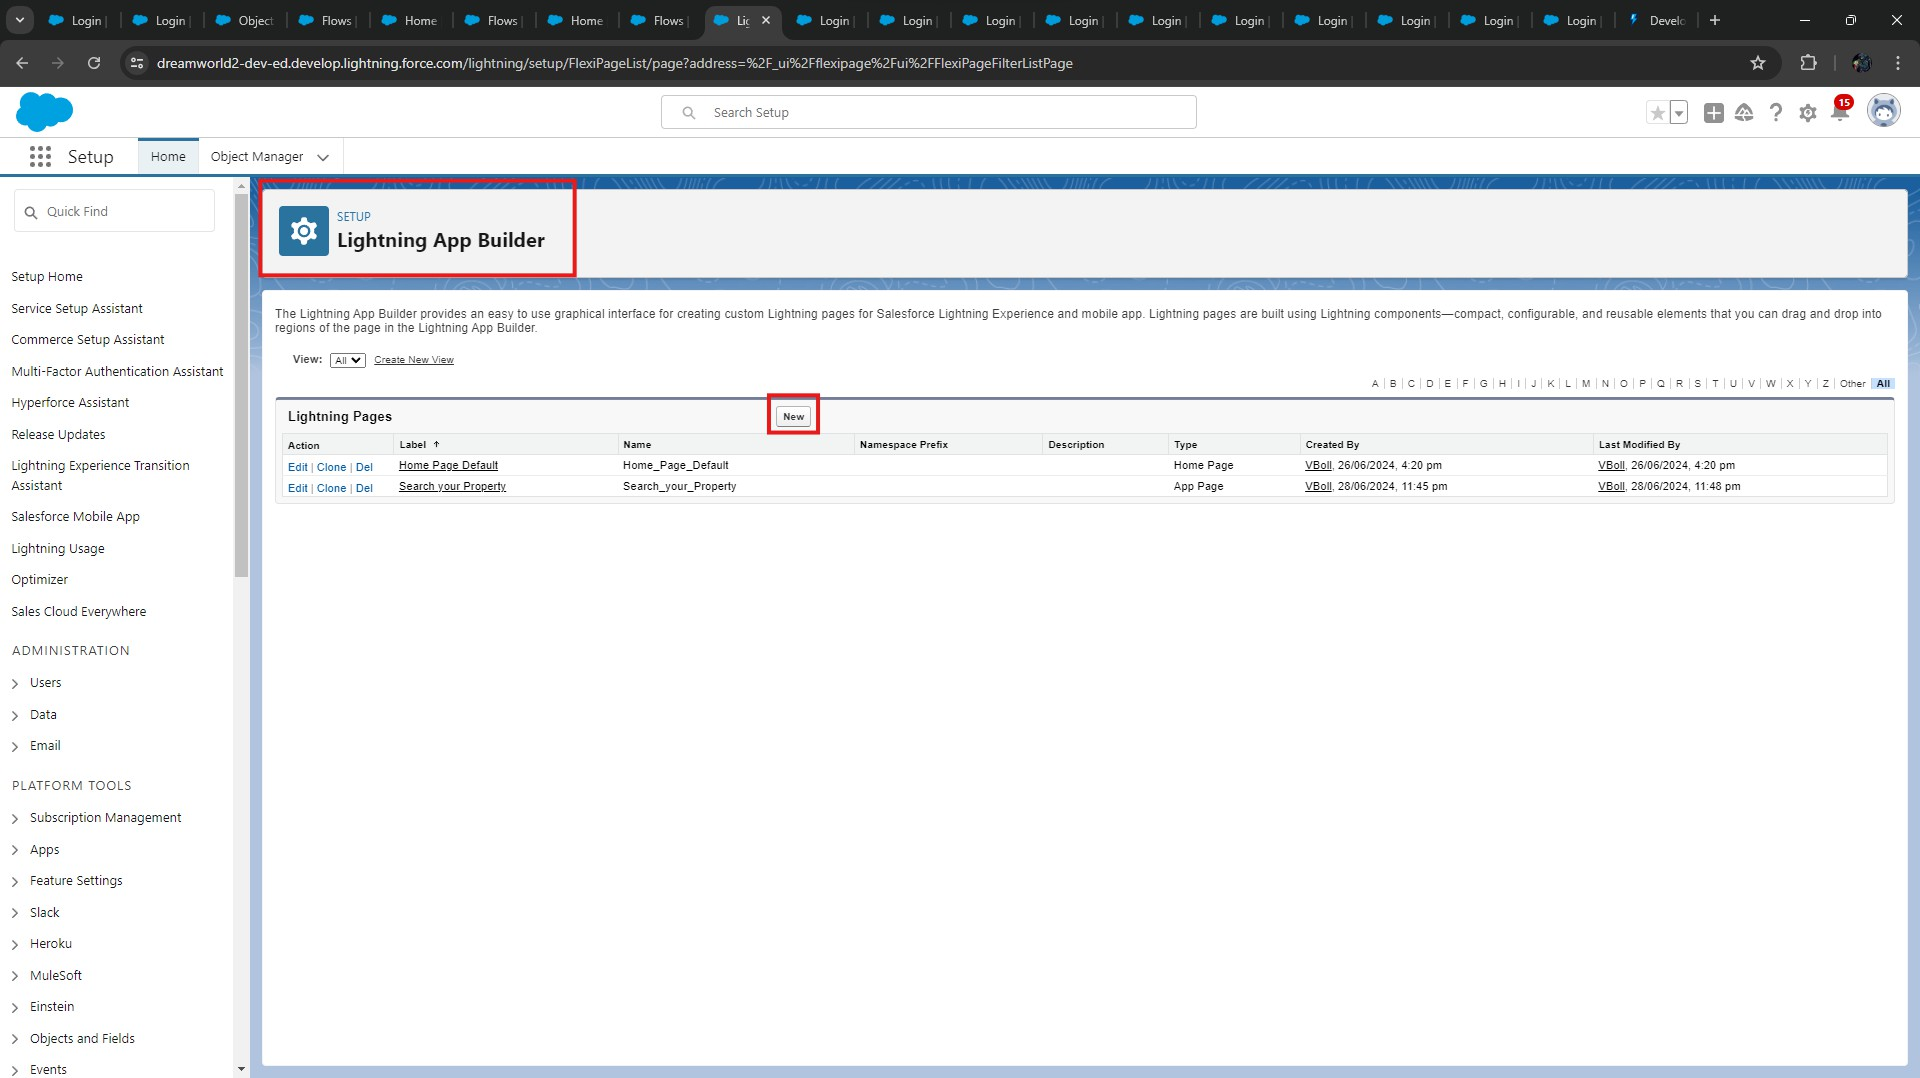 Login
Login
Object
Flows
Home
Flows
Home
Flows
Login
Login
Login
Login
Login
Login
Login
Login
Login
Login
Develo
dreamworld2-dev-ed.develop.lightning.force.com/lightning/setup/FlexiPageList/page?address=%2F_ui%2Fflexipage%2Fui%2FFlexiPageFilterListPage
Search Setup
15
Setup
Home
Object Manager
Quick Find
Setup Home
Service Setup Assistant
Commerce Setup Assistant
Multi-Factor Authentication Assistant
Hyperforce Assistant
Release Updates
Lightning Experience Transition
Assistant
Salesforce Mobile App
Lightning Usage
Optimizer
Sales Cloud Everywhere
ADMINISTRATION
Users
Data
Email
PLATFORM TOOLS
Subscription Management
Apps
Feature Settings
Slack
Heroku
MuleSoft
Einstein
Objects and Fields
Events
SETUP
Lightning App Builder
The Lightning App Builder provides an easy to use graphical interface for creating custom Lightning pages for Salesforce Lightning Experience and mobile app. Lightning pages are built using Lightning components—compact, configurable, and reusable elements that you can drag and drop into
regions of the page in the Lightning App Builder.
View: All Create New View
A | B | C | D | E | F | G | H | I | J | K | L | M | N | O | P | Q | R | S | T | U | V | W | X | Y | Z | Other All
Lightning Pages New
Action Label Name Namespace Prefix Description Type Created By Last Modified By
Edit | Clone | Del Home Page Default Home_Page_Default Home Page VBoll, 26/06/2024, 4:20 pm VBoll, 26/06/2024, 4:20 pm
Edit | Clone | Del Search your Property Search_your_Property App Page VBoll, 28/06/2024, 11:45 pm VBoll, 28/06/2024, 11:48 pm